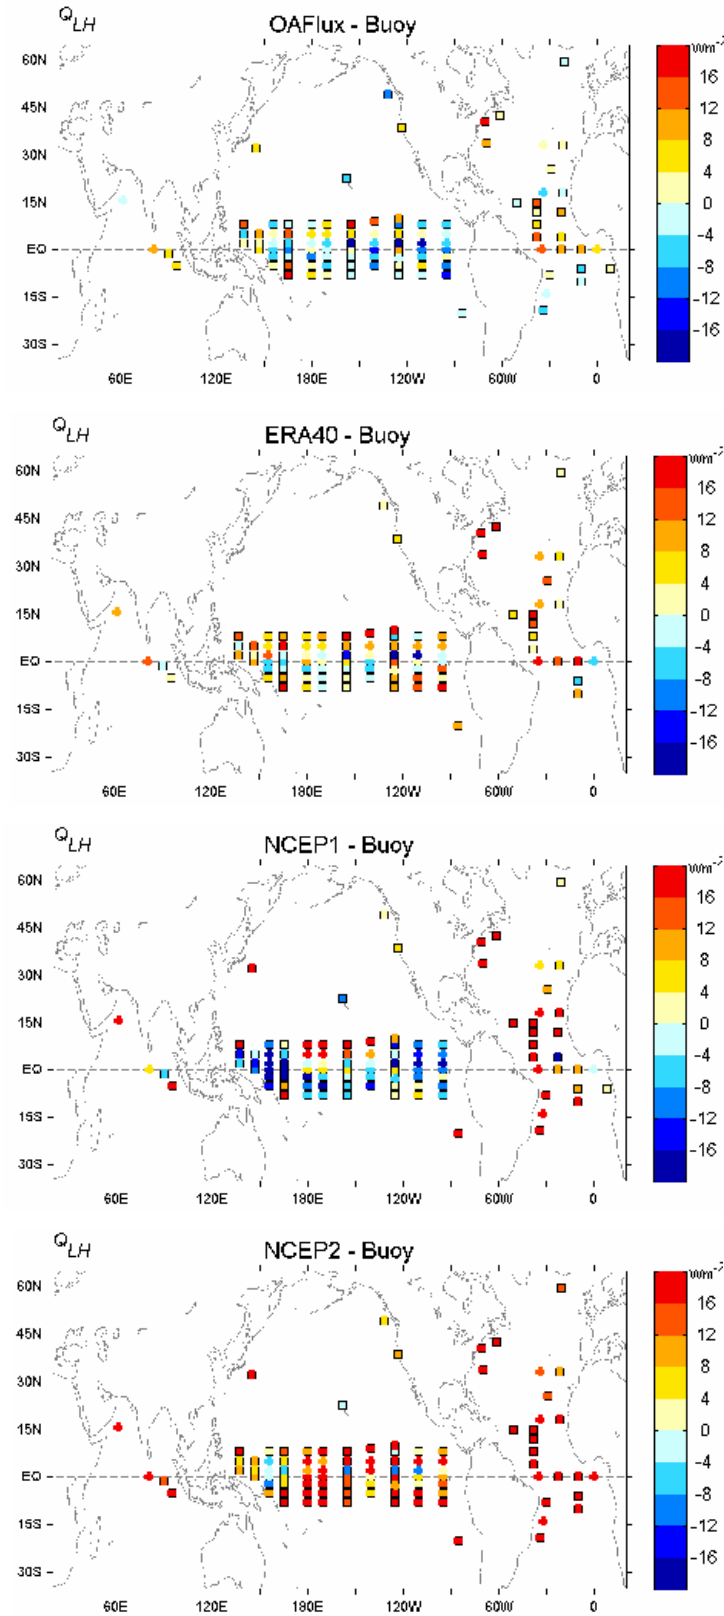 Q_LH OAFlux - Buoy
Wm⁻²
60N
45N
30N
15N
EQ
15S
30S
60E 120E 180E 120W 60W 0
16
12
8
4
0
-4
-8
-12
-16
Q_LH ERA40 - Buoy
Wm⁻²
60N
45N
30N
15N
EQ
15S
30S
60E 120E 180E 120W 60W 0
16
12
8
4
0
-4
-8
-12
-16
Q_LH NCEP1 - Buoy
Wm⁻²
60N
45N
30N
15N
EQ
15S
30S
60E 120E 180E 120W 60W 0
16
12
8
4
0
-4
-8
-12
-16
Q_LH NCEP2 - Buoy
Wm⁻²
60N
45N
30N
15N
EQ
15S
30S
60E 120E 180E 120W 60W 0
16
12
8
4
0
-4
-8
-12
-16